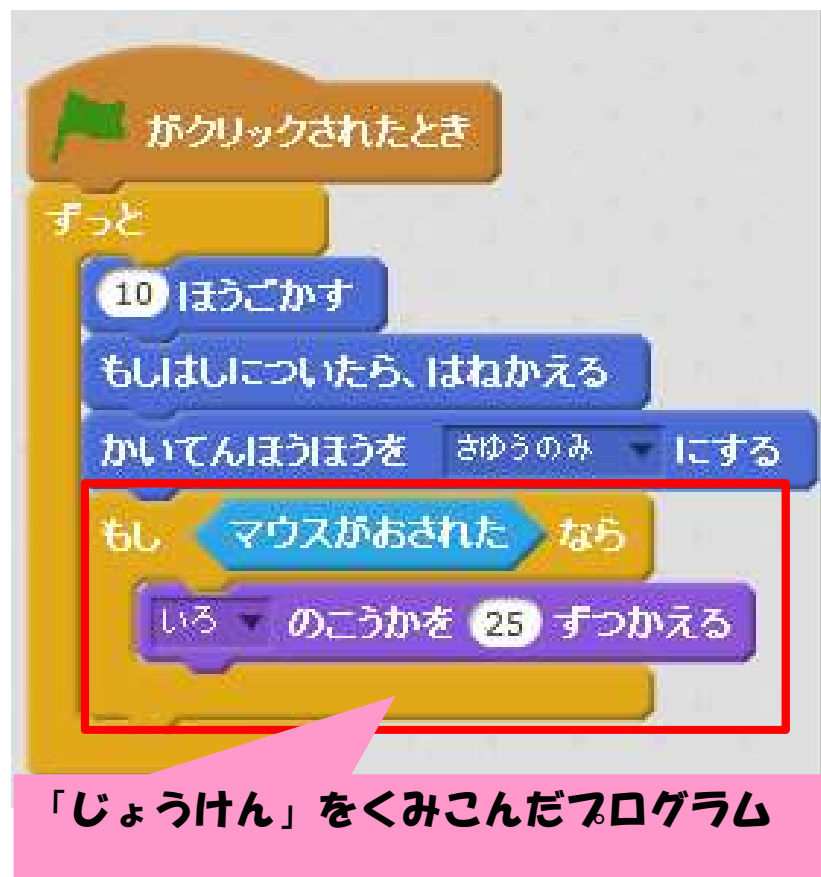 がクリックされたとき
ずっと
10 ほうごかす
もしはしについたら、はねかえる
かいてんほうほうを さゆうのみ にする
もし マウスがおされた なら
いろ のこうかを 25 ずつかえる
「じょうけん」をくみこんだプログラム